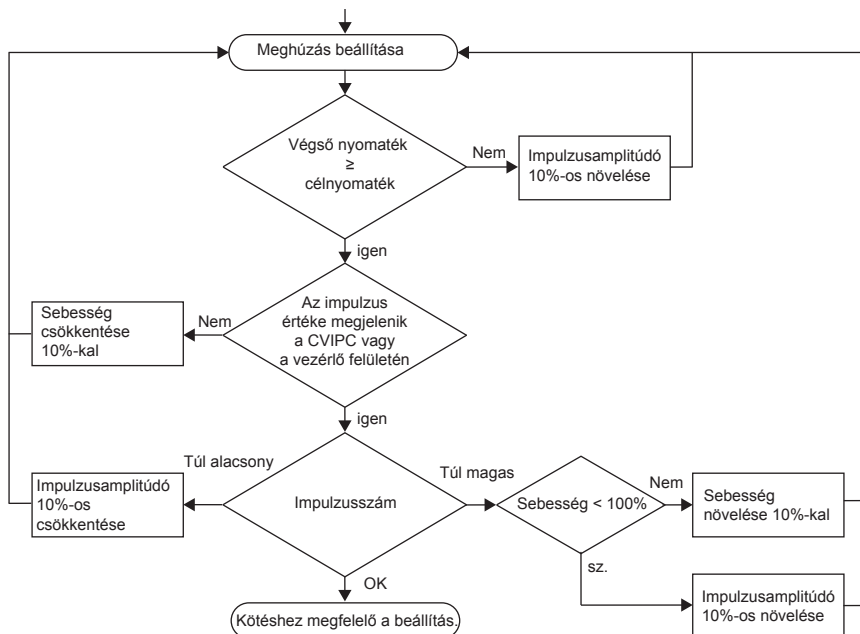 Meghúzás beállítása
Végső nyomaték
≥
célnyomaték
Nem
Impulzusamplitúdó
10%-os növelése
igen
Az impulzus
értéke megjelenik
a CVIPC vagy
a vezérlő felületén
Nem
Sebesség
csökkentése
10%-kal
igen
Túl alacsony
Impulzusamplitúdó
10%-os
csökkentése
Impulzusszám
Túl magas
Sebesség < 100%
Nem
Sebesség
növelése 10%-kal
sz.
Impulzusamplitúdó
10%-os növelése
OK
Kötéshez megfelelő a beállítás.